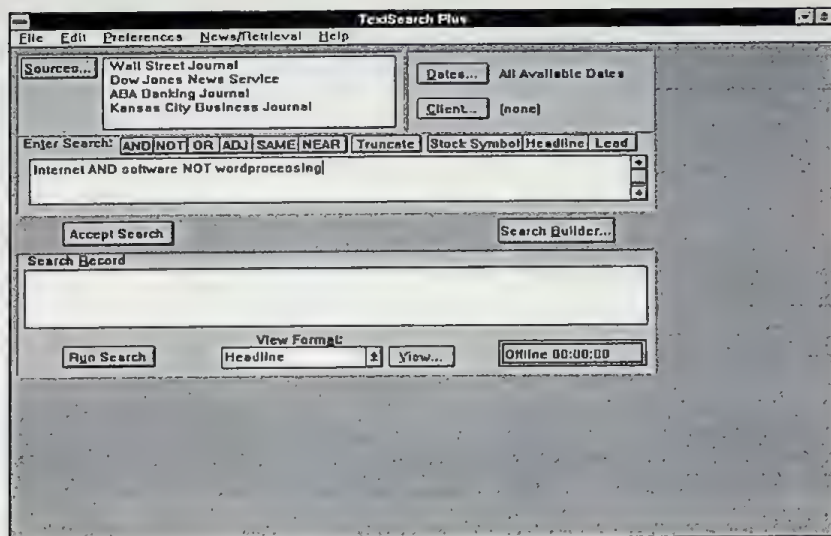 TextSearch Plus
File Edit Preferences News/Retrieval Help
Sources...
Wall Street Journal
Dow Jones News Service
ABA Banking Journal
Kansas City Business Journal
Dates... All Available Dates
Client... (none)
Enter Search: AND NOT OR ADJ SAME NEAR Truncate Stock Symbol Headline Lead
Internet AND software NOT wordprocessing
Accept Search Search Builder...
Search Record
View Format:
Run Search Headline View... Offline 00:00:00